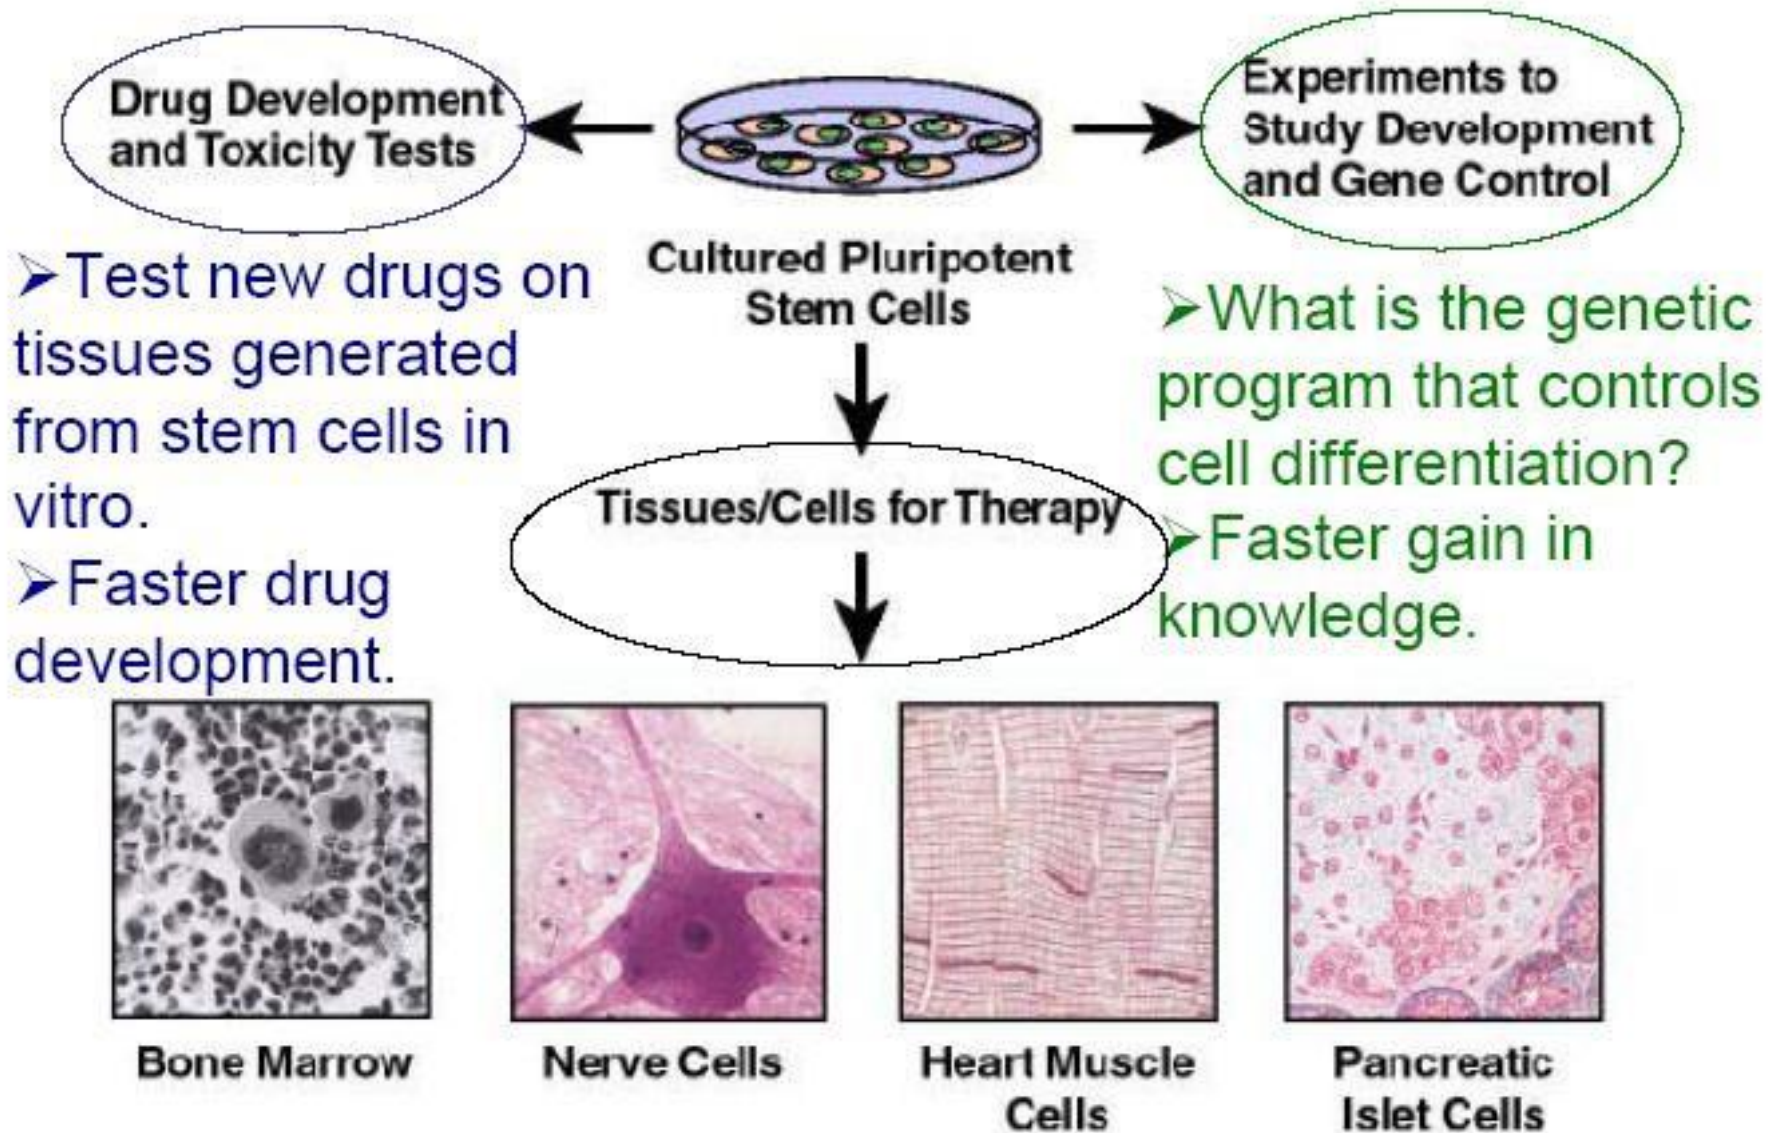 Drug Development
and Toxicity Tests
Experiments to
Study Development
and Gene Control
Cultured Pluripotent
Stem Cells
➢Test new drugs on
tissues generated
from stem cells in
vitro.
➢Faster drug
development.
➢What is the genetic
program that controls
cell differentiation?
➢Faster gain in
knowledge.
Tissues/Cells for Therapy
Bone Marrow
Nerve Cells
Heart Muscle
Cells
Pancreatic
Islet Cells